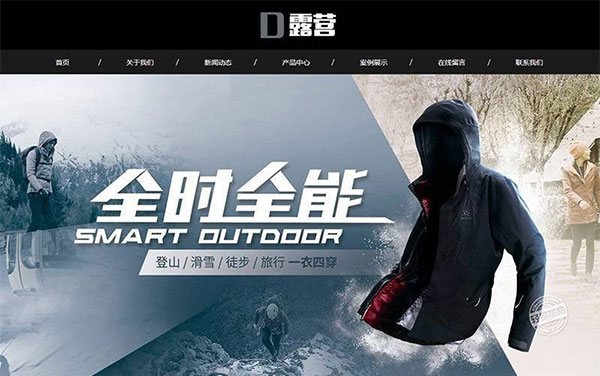 D露营
首页 / 关于我们 / 新闻动态 / 产品中心 / 案例展示 / 在线留言 / 联系我们
全时全能
SMART OUTDOOR
登山 / 滑雪 / 徒步 / 旅行 一衣四穿